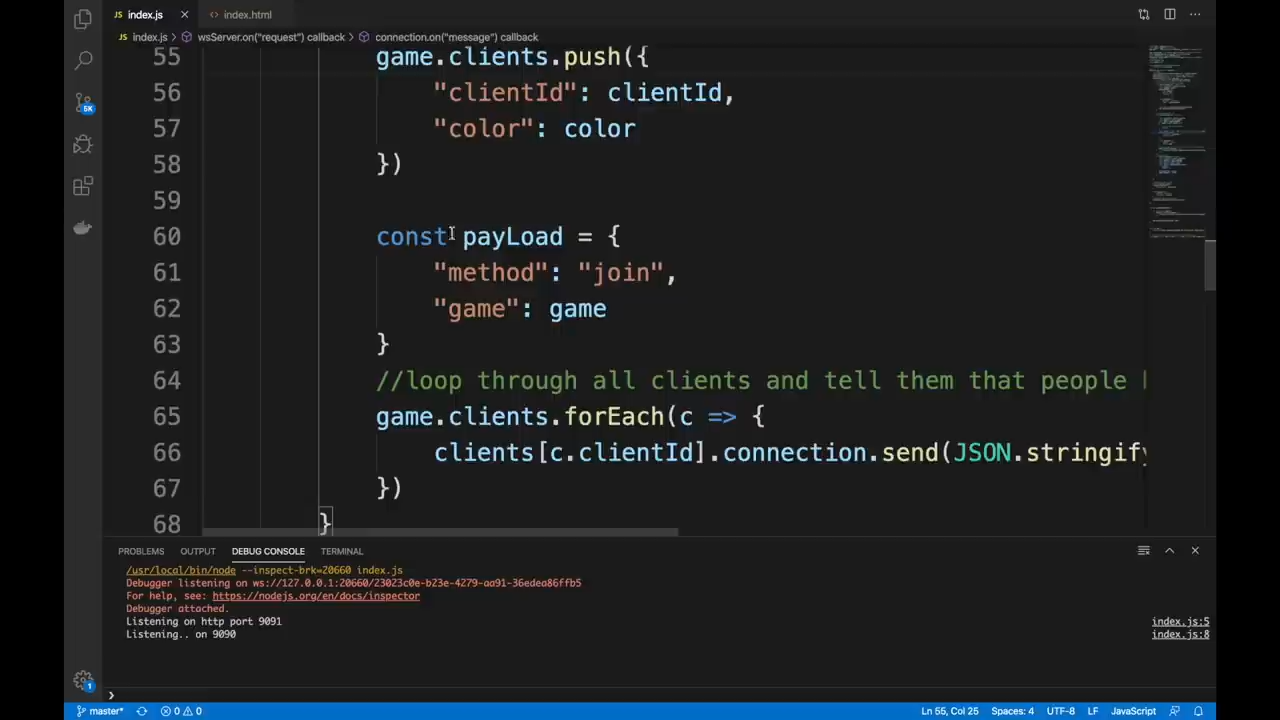 index.js
index.html
index.js > wsServer.on("request") callback > connection.on("message") callback
55 game.clients.push({
56 "clientId": clientId,
57 "color": color
58 })
59
60 const payLoad = {
61 "method": "join",
62 "game": game
63 }
64 //loop through all clients and tell them that people
65 game.clients.forEach(c => {
66 clients[c.clientId].connection.send(JSON.stringify
67 })
68 }
5K
PROBLEMS OUTPUT DEBUG CONSOLE TERMINAL
/usr/local/bin/node --inspect-brk=20660 index.js
Debugger listening on ws://127.0.0.1:20660/23023c0e-b23e-4279-aa91-36edea86ffb5
For help, see: https://nodejs.org/en/docs/inspector
Debugger attached.
Listening on http port 9091 index.js:5
Listening.. on 9090 index.js:8
1
master* 0 0 Ln 55, Col 25 Spaces: 4 UTF-8 LF JavaScript